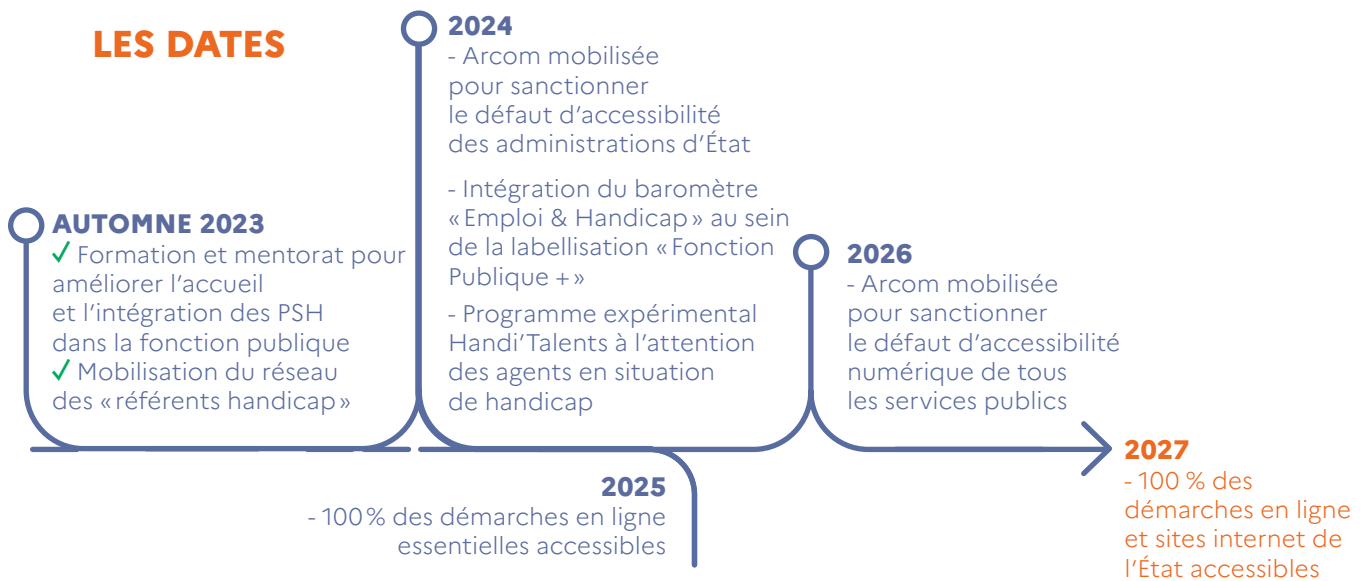 LES DATES
AUTOMNE 2023
✓ Formation et mentorat pour
améliorer l’accueil
et l’intégration des PSH
dans la fonction publique
✓ Mobilisation du réseau
des « référents handicap »
2024
- Arcom mobilisée
pour sanctionner
le défaut d’accessibilité
des administrations d’État
- Intégration du baromètre
« Emploi & Handicap » au sein
de la labellisation « Fonction
Publique + »
- Programme expérimental
Handi’Talents à l’attention
des agents en situation
de handicap
2025
- 100 % des démarches en ligne
essentielles accessibles
2026
- Arcom mobilisée
pour sanctionner
le défaut d’accessibilité
numérique de tous
les services publics
2027
- 100 % des
démarches en ligne
et sites internet de
l’État accessibles